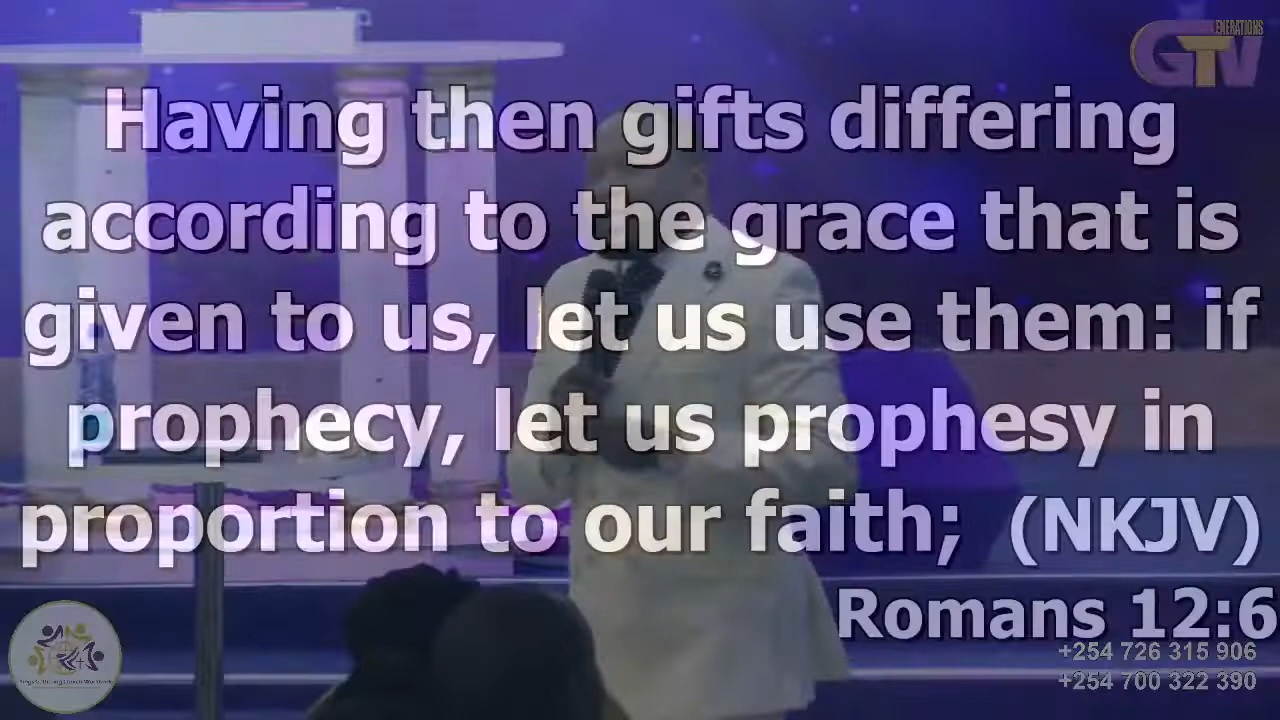 ENERATIONS
GTV
Having then gifts differing
according to the grace that is
given to us, let us use them: if
prophecy, let us prophesy in
proportion to our faith; (NKJV)
Romans 12:6
+254 726 315 906
+254 700 322 390